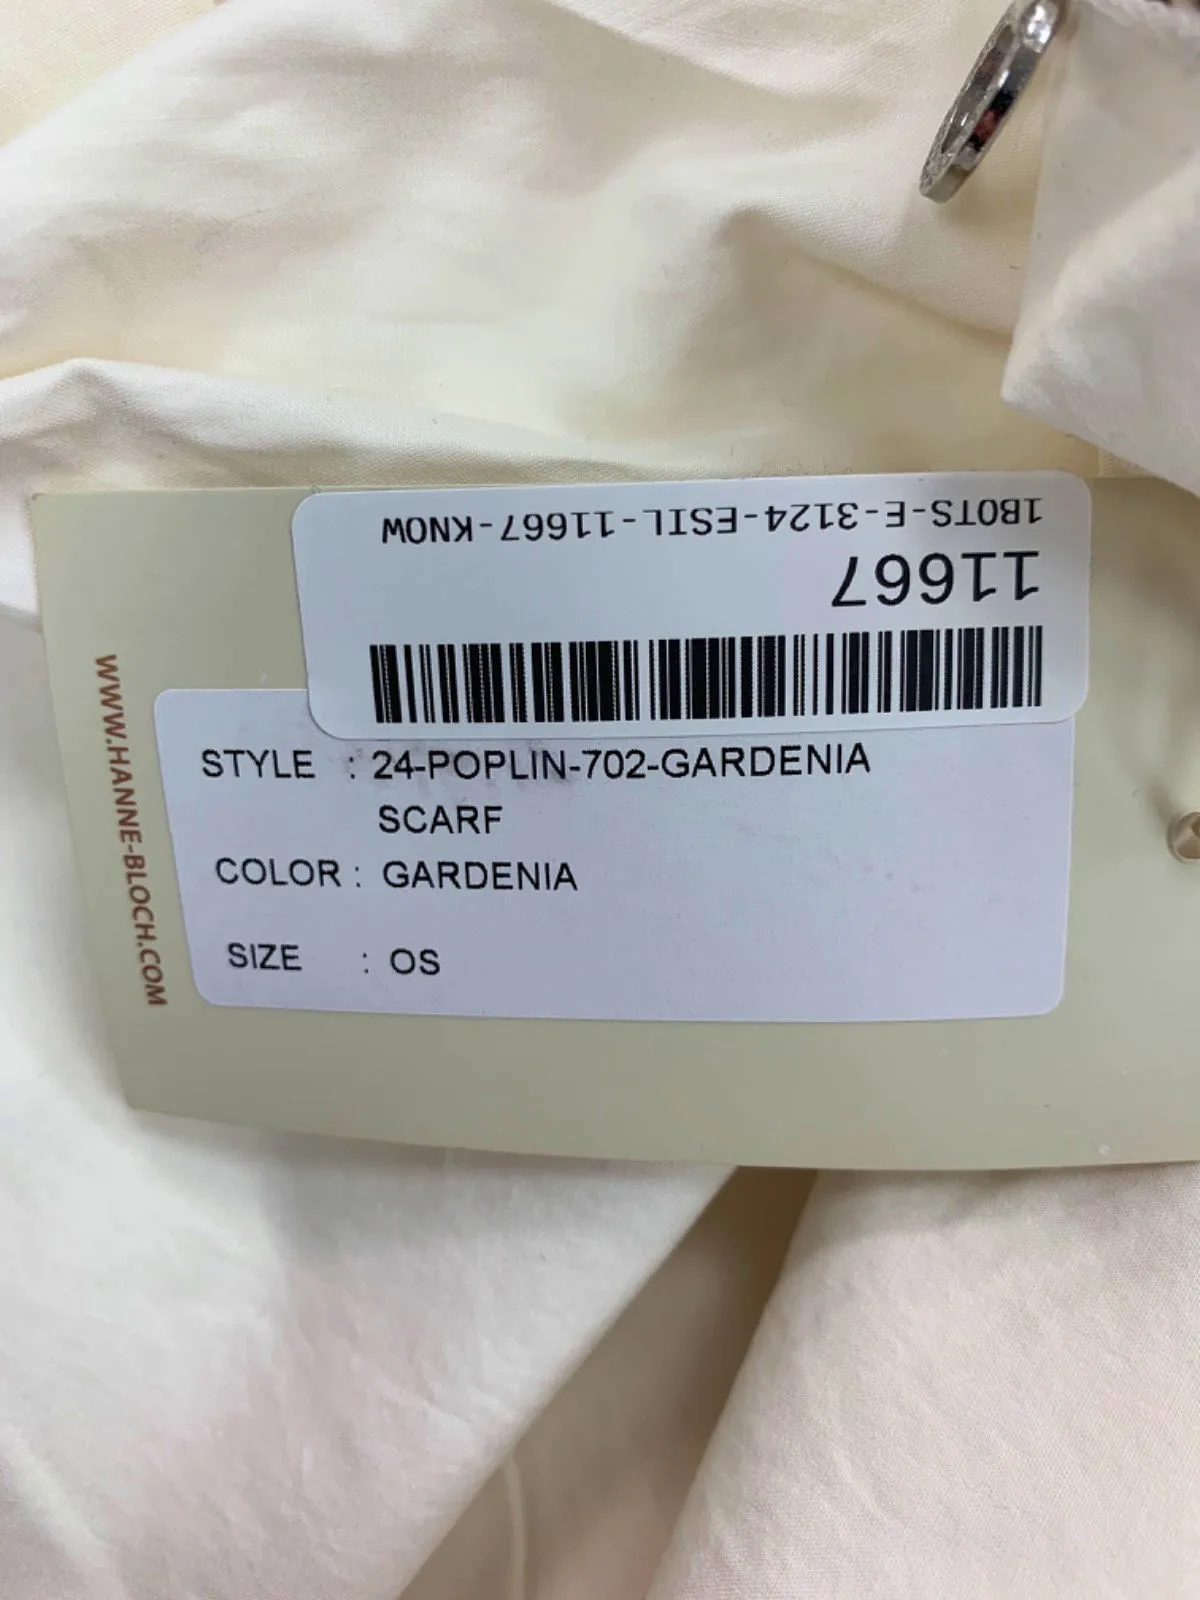 1B0TS-E-3124-ESIL-11667-KNOW
11667
WWW.HANNE-BLOCH.COM
STYLE : 24-POPLIN-702-GARDENIA
SCARF
COLOR : GARDENIA
SIZE : OS